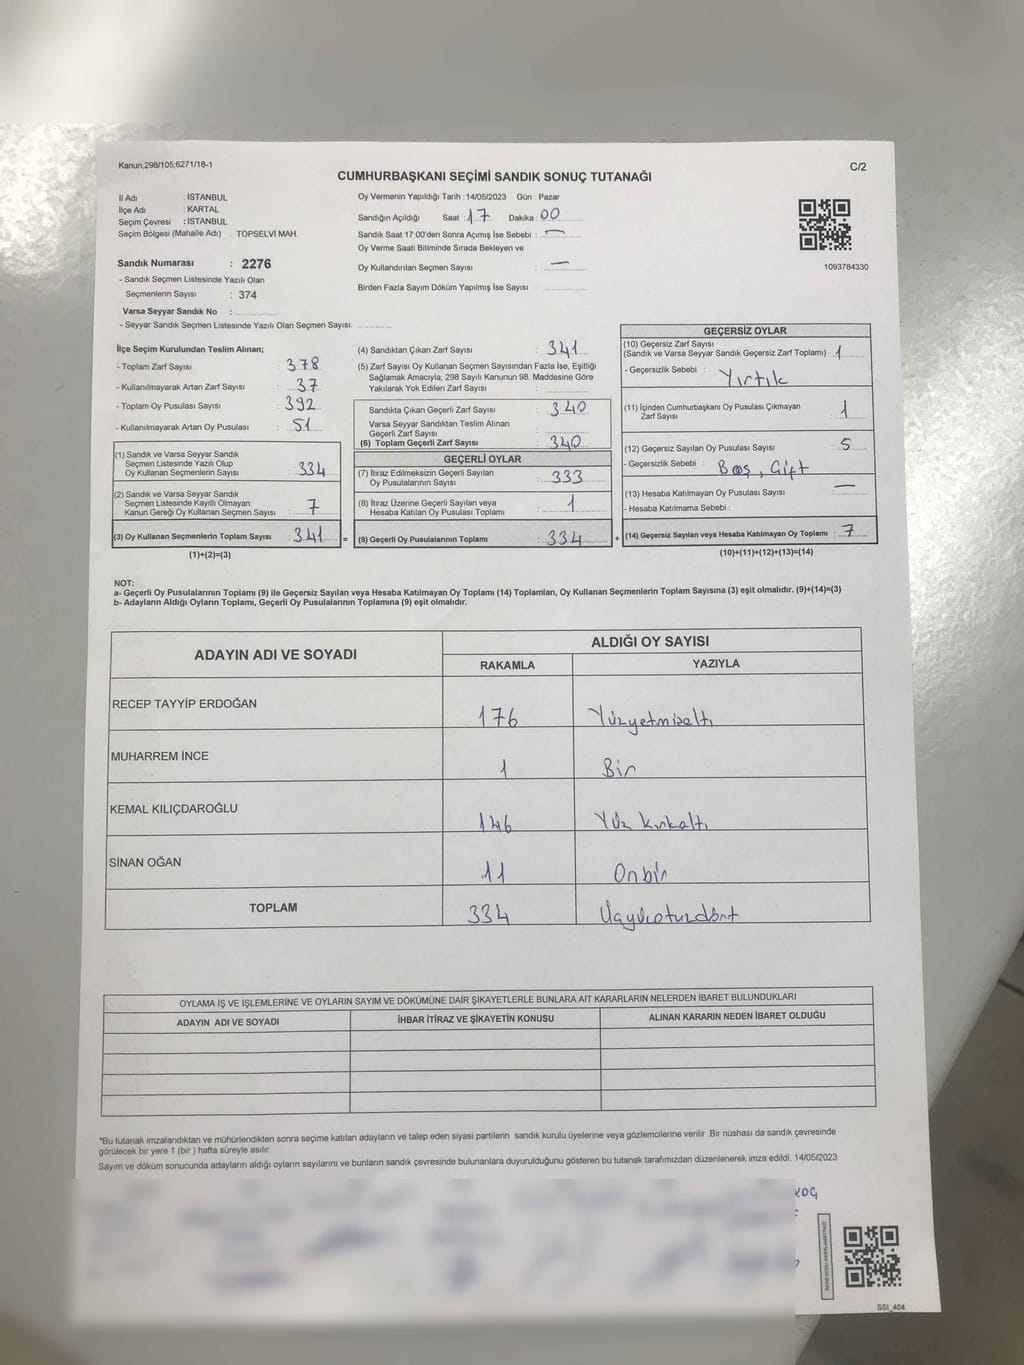 Kanun;298/105;6271/18-1
C/2
CUMHURBAŞKANI SEÇİMİ SANDIK SONUÇ TUTANAĞI
İl Adı : İSTANBUL
İlçe Adı : KARTAL
Seçim Çevresi : İSTANBUL
Seçim Bölgesi (Mahalle Adı) : TOPSELVİ MAH.
Sandık Numarası : 2276
- Sandık Seçmen Listesinde Yazılı Olan
Seçmenlerin Sayısı : 374
Varsa Seyyar Sandık No : ..............
- Seyyar Sandık Seçmen Listesinde Yazılı Olan Seçmen Sayısı: ............
Oy Vermenin Yapıldığı Tarih : 14/05/2023 Gün : Pazar
Sandığın Açıldığı Saat : 17 Dakika : 00
Sandık Saat 17:00'den Sonra Açılmış İse Sebebi : —
Oy Verme Saati Bitiminde Sırada Bekleyen ve
Oy Kullandırılan Seçmen Sayısı : —
Birden Fazla Sayım Döküm Yapılmış İse Sayısı : ..............
1093784330
İlçe Seçim Kurulundan Teslim Alınan;
- Toplam Zarf Sayısı : 378
- Kullanılmayarak Artan Zarf Sayısı : 37
- Toplam Oy Pusulası Sayısı : 392
- Kullanılmayarak Artan Oy Pusulası : 51
(1) Sandık ve Varsa Seyyar Sandık
Seçmen Listesinde Yazılı Olup
Oy Kullanan Seçmenlerin Sayısı : 334
(2) Sandık ve Varsa Seyyar Sandık
Seçmen Listesinde Kayıtlı Olmayan
Kanun Gereği Oy Kullanan Seçmen Sayısı : 7
(3) Oy Kullanan Seçmenlerin Toplam Sayısı : 341 =
(1)+(2)=(3)
(4) Sandıktan Çıkan Zarf Sayısı : 341
(5) Zarf Sayısı Oy Kullanan Seçmen Sayısından Fazla İse, Eşitliği
Sağlamak Amacıyla, 298 Sayılı Kanunun 98. Maddesine Göre
Yakılarak Yok Edilen Zarf Sayısı : ..............
Sandıkta Çıkan Geçerli Zarf Sayısı : 340
Varsa Seyyar Sandıktan Teslim Alınan
Geçerli Zarf Sayısı : ..............
(6) Toplam Geçerli Zarf Sayısı : 340
GEÇERLİ OYLAR
(7) İtiraz Edilmeksizin Geçerli Sayılan
Oy Pusulalarının Sayısı : 333
(8) İtiraz Üzerine Geçerli Sayılan veya
Hesaba Katılan Oy Pusulası Toplamı : 1
(9) Geçerli Oy Pusulalarının Toplamı : 334 +
GEÇERSİZ OYLAR
(10) Geçersiz Zarf Sayısı
(Sandık ve Varsa Seyyar Sandık Geçersiz Zarf Toplamı) : 1
- Geçersizlik Sebebi : Yırtık
(11) İçinden Cumhurbaşkanı Oy Pusulası Çıkmayan
Zarf Sayısı : 1
(12) Geçersiz Sayılan Oy Pusulası Sayısı : 5
- Geçersizlik Sebebi : Boş, Çift
(13) Hesaba Katılmayan Oy Pusulası Sayısı : —
- Hesaba Katılmama Sebebi :
(14) Geçersiz Sayılan veya Hesaba Katılmayan Oy Toplamı : 7
(10)+(11)+(12)+(13)=(14)
NOT:
a- Geçerli Oy Pusulalarının Toplamı (9) ile Geçersiz Sayılan veya Hesaba Katılmayan Oy Toplamı (14) Toplamları, Oy Kullanan Seçmenlerin Toplam Sayısına (3) eşit olmalıdır. (9)+(14)=(3)
b- Adayların Aldığı Oyların Toplamı, Geçerli Oy Pusulalarının Toplamına (9) eşit olmalıdır.
ADAYIN ADI VE SOYADI
ALDIĞI OY SAYISI
RAKAMLA YAZIYLA
RECEP TAYYİP ERDOĞAN 176 Yüzyetmişaltı
MUHARREM İNCE 1 Bir
KEMAL KILIÇDAROĞLU 146 Yüz kırkaltı
SİNAN OĞAN 11 Onbir
TOPLAM 334 Üçyüzotuzdört
OYLAMA İŞ VE İŞLEMLERİNE VE OYLARIN SAYIM VE DÖKÜMÜNE DAİR ŞİKAYETLERLE BUNLARA AİT KARARLARIN NELERDEN İBARET BULUNDUKLARI
ADAYIN ADI VE SOYADI İHBAR İTİRAZ VE ŞİKAYETİN KONUSU ALINAN KARARIN NEDEN İBARET OLDUĞU
*Bu tutanak imzalandıktan ve mühürlendikten sonra seçime katılan adayların ve talep eden siyasi partilerin sandık kurulu üyelerine veya gözlemcilerine verilir .Bir nüshası da sandık çevresinde
görülecek bir yere 1 (bir ) hafta süreyle asılır.
Sayım ve döküm sonucunda adayların aldığı oyların sayılarını ve bunların sandık çevresinde bulunanlara duyurulduğunu gösteren bu tutanak tarafımızdan düzenlenerek imza edildi. 14/05/2023
SSI_404